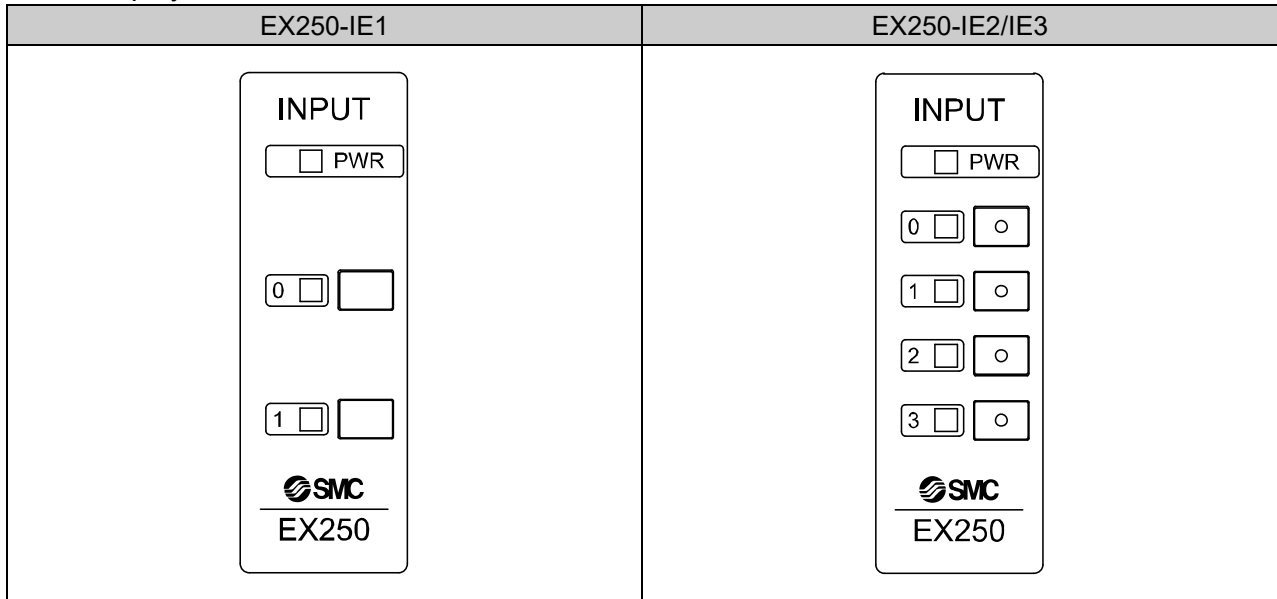 EX250-IE1
EX250-IE2/IE3
INPUT
PWR
0
1
SMC
EX250
INPUT
PWR
0
1
2
3
SMC
EX250